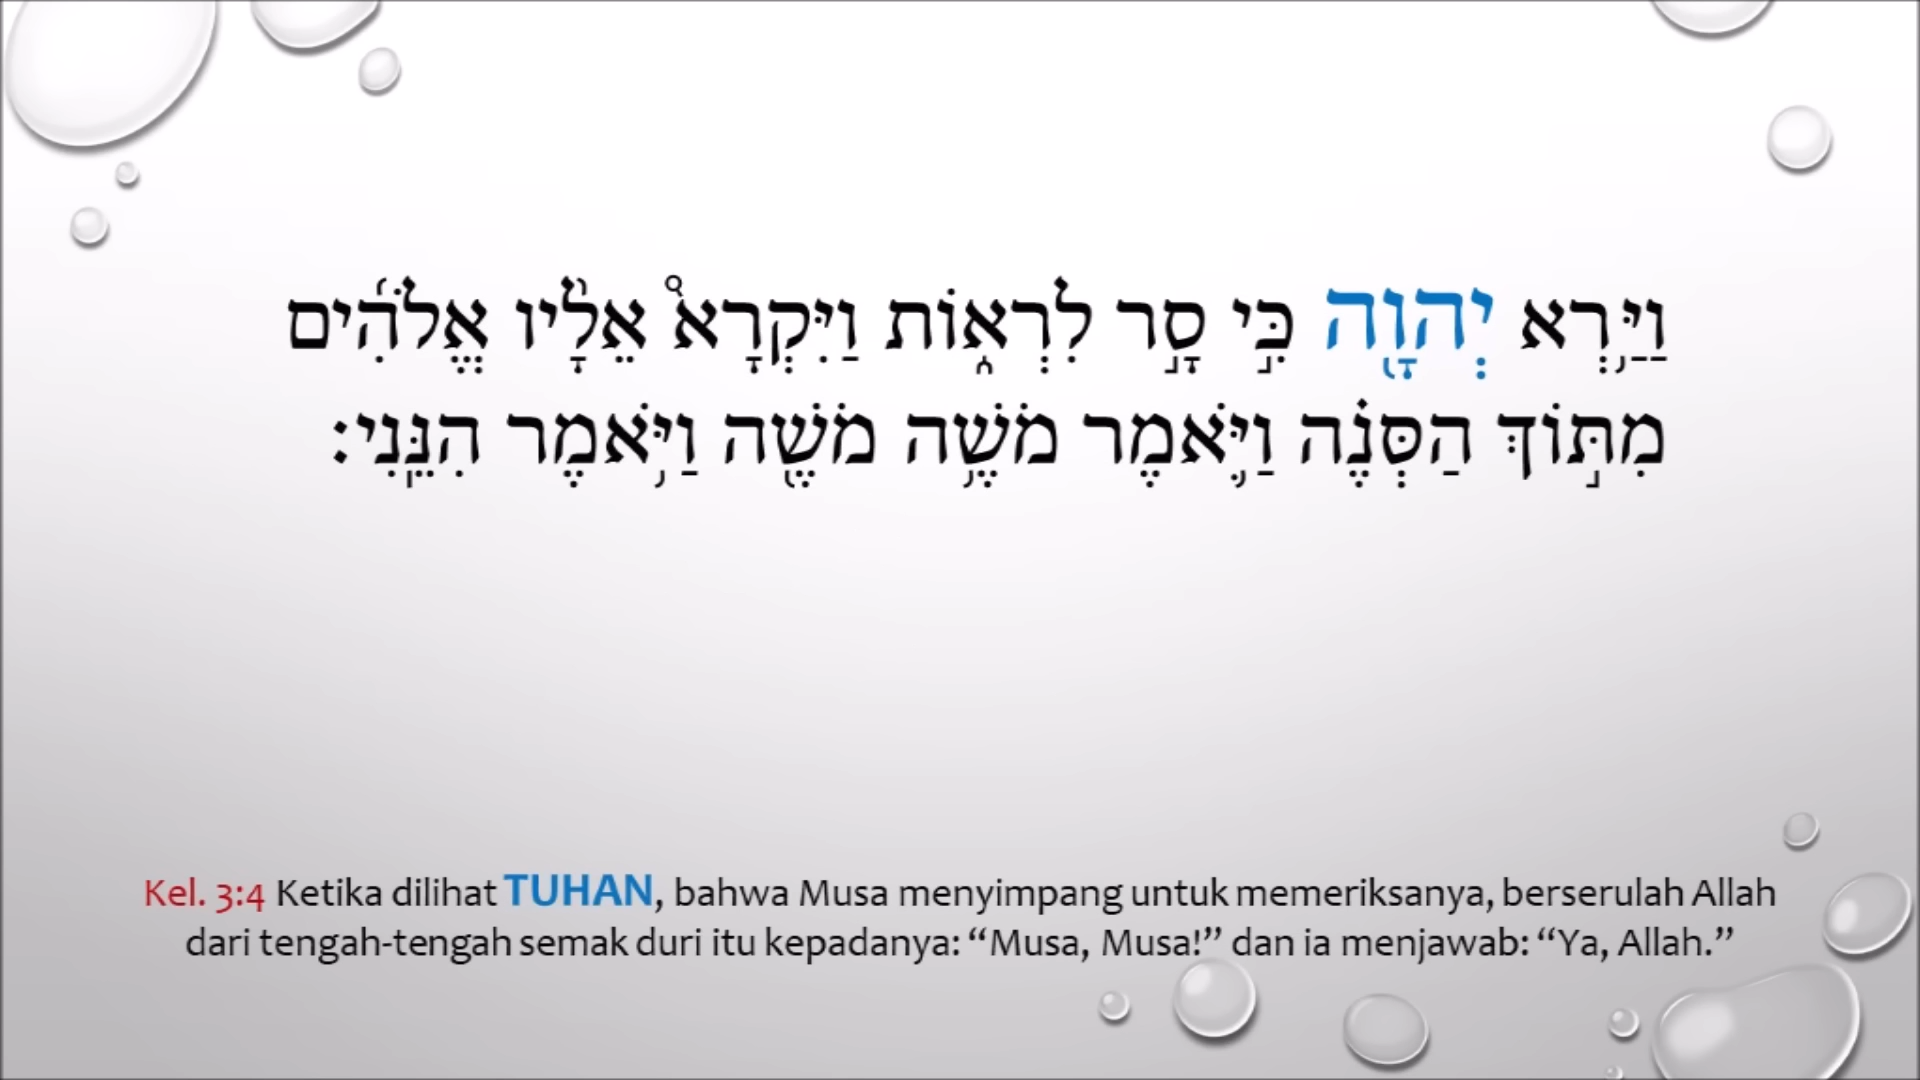 וַיַּ֥רְא יְהוָ֖ה כִּ֣י סָ֣ר לִרְא֑וֹת וַיִּקְרָא֩ אֵלָ֨יו אֱלֹהִ֜ים
מִתּ֣וֹךְ הַסְּנֶ֗ה וַיֹּ֛אמֶר מֹשֶׁ֥ה מֹשֶׁ֖ה וַיֹּ֥אמֶר הִנֵּֽנִי׃
Kel. 3:4 Ketika dilihat TUHAN, bahwa Musa menyimpang untuk memeriksanya, berserulah Allah
dari tengah-tengah semak duri itu kepadanya: “Musa, Musa!” dan ia menjawab: “Ya, Allah.”